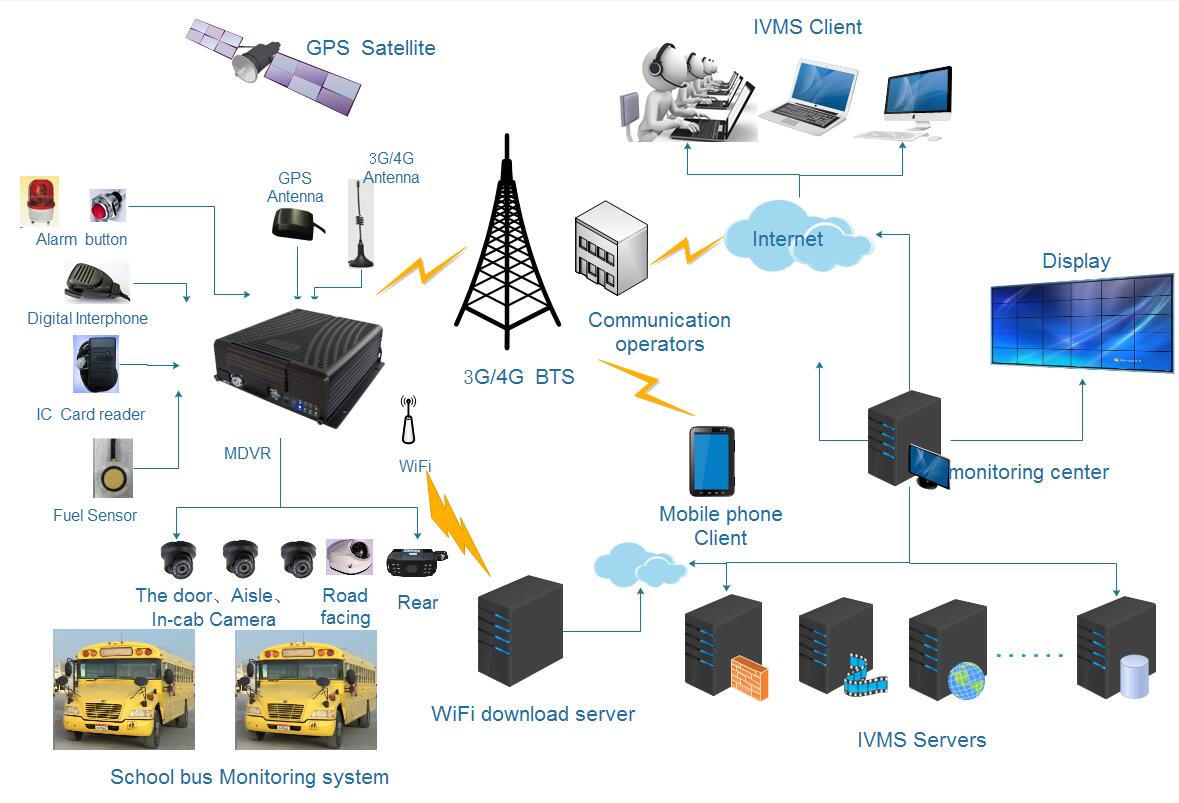 IVMS Client
GPS Satellite
3G/4G
Antenna
GPS
Antenna
Alarm button
Internet
Display
Digital Interphone
Communication
operators
3G/4G BTS
IC Card reader
MDVR
WiFi
monitoring center
Fuel Sensor
Mobile phone
Client
The door、Aisle、
In-cab Camera
Road
facing
Rear
WiFi download server
IVMS Servers
School bus Monitoring system